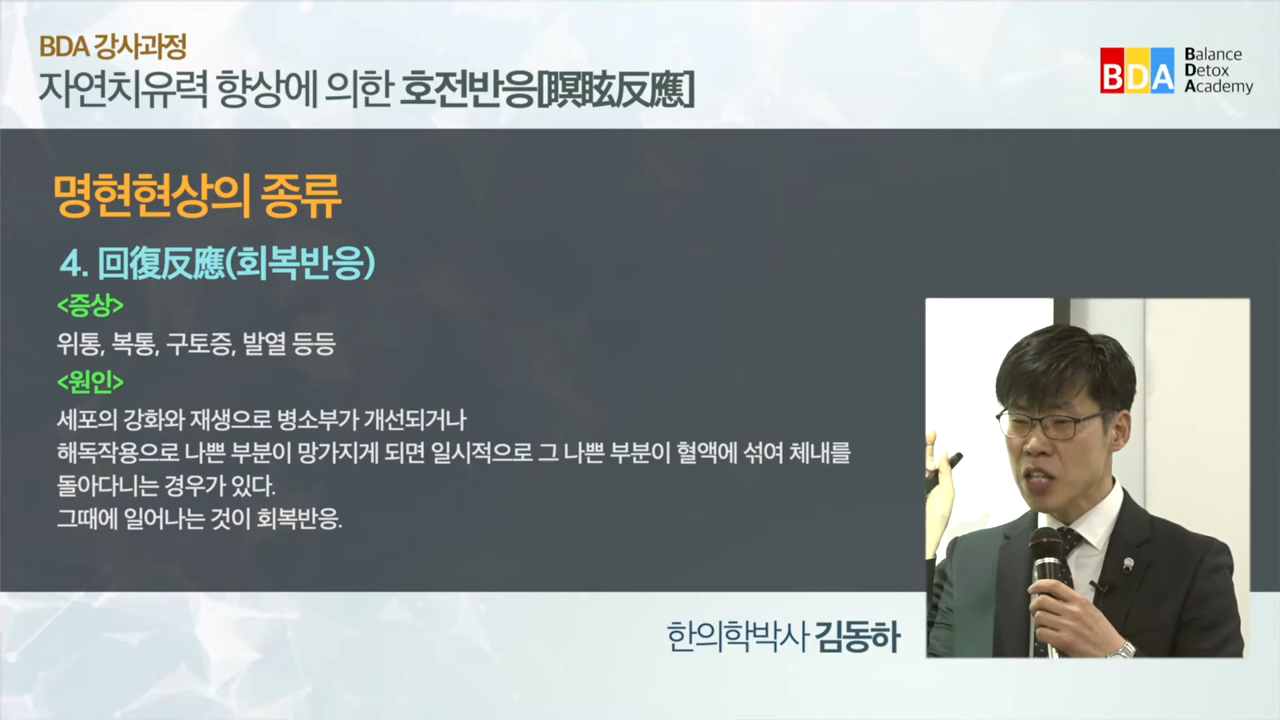 BDA 강사과정
자연치유력 향상에 의한 호전반응[瞑眩反應]
BDA Balance Detox Academy
명현현상의 종류
4. 回復反應(회복반응)
<증상>
위통, 복통, 구토증, 발열 등등
<원인>
세포의 강화와 재생으로 병소부가 개선되거나
해독작용으로 나쁜 부분이 망가지게 되면 일시적으로 그 나쁜 부분이 혈액에 섞여 체내를
돌아다니는 경우가 있다.
그때에 일어나는 것이 회복반응.
한의학박사 김동하